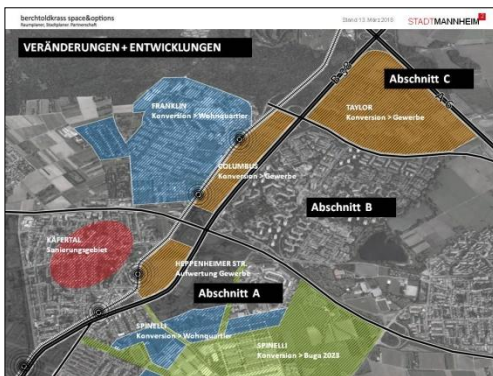 berchtoldkrass space&options
Raumplaner, Stadtplaner. Partnerschaft
Stand 13. März 2018
STADTMANNHEIM²
VERÄNDERUNGEN + ENTWICKLUNGEN
Abschnitt C
FRANKLIN
Konversion > Wohnquartier
TAYLOR
Konversion > Gewerbe
COLUMBUS
Konversion > Gewerbe
Abschnitt B
KÄFERTAL
Sanierungsgebiet
HEPPENHEIMER STR.
Aufwertung Gewerbe
Abschnitt A
SPINELLI
Konversion > Wohnquartier
SPINELLI
Konversion > Buga 2023